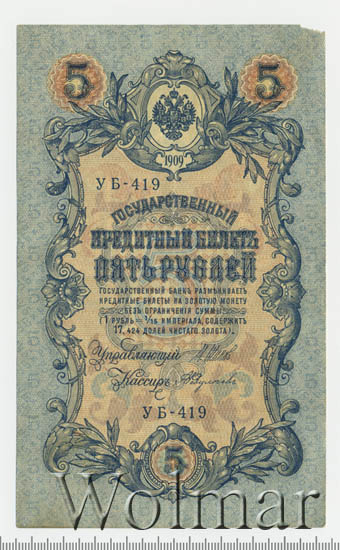 5 5
1909
УБ-419
ГОСУДАРСТВЕННЫЙ
КРЕДИТНЫЙ БИЛЕТЪ
ПЯТЬ РУБЛЕЙ
ГОСУДАРСТВЕННЫЙ БАНКЪ РАЗМѢНИВАЕТЪ
КРЕДИТНЫЕ БИЛЕТЫ НА ЗОЛОТУЮ МОНЕТУ
БЕЗЪ ОГРАНИЧЕНІЯ СУММЫ
(1 РУБЛЬ = 1/15 ИМПЕРІАЛА, СОДЕРЖИТЪ
17,424 ДОЛЕЙ ЧИСТАГО ЗОЛОТА).
Управляющій
Кассиръ
УБ-419
5
Wolmar